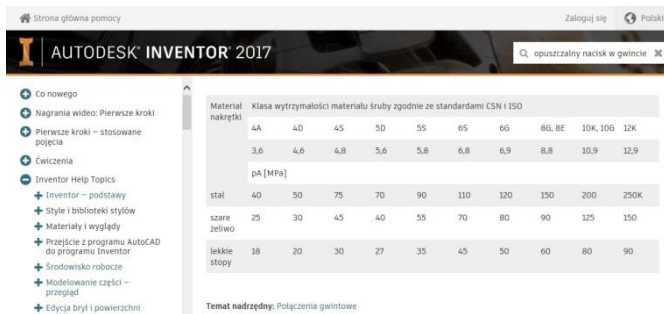 Strona główna pomocy
Zaloguj się
Polski
AUTODESK® INVENTOR® 2017
opuszczalny nacisk w gwincie
Co nowego
Nagrania wideo: Pierwsze kroki
Pierwsze kroki – stosowane
pojęcia
Ćwiczenia
Inventor Help Topics
Inventor – podstawy
Style i biblioteki stylów
Materiały i wyglądy
Przejście z programu AutoCAD
do programu Inventor
Środowisko robocze
Modelowanie części –
przegląd
Edycja brył i powierzchni
Materiał Klasa wytrzymałości materiału śruby zgodnie ze standardami CSN i ISO
nakrętki
4A 4D 4S 5D 5S 6S 6G 8G, 8E 10K, 10G 12K
3,6 4,6 4,8 5,6 5,8 6,8 6,9 8,8 10,9 12,9
pA [MPa]
stal 40 50 75 70 90 110 120 150 200 250K
szare 25 30 45 40 55 70 80 90 125 150
żeliwo
lekkie 18 20 30 27 35 45 50 60 80 90
stopy
Temat nadrzędny: Połączenia gwintowe